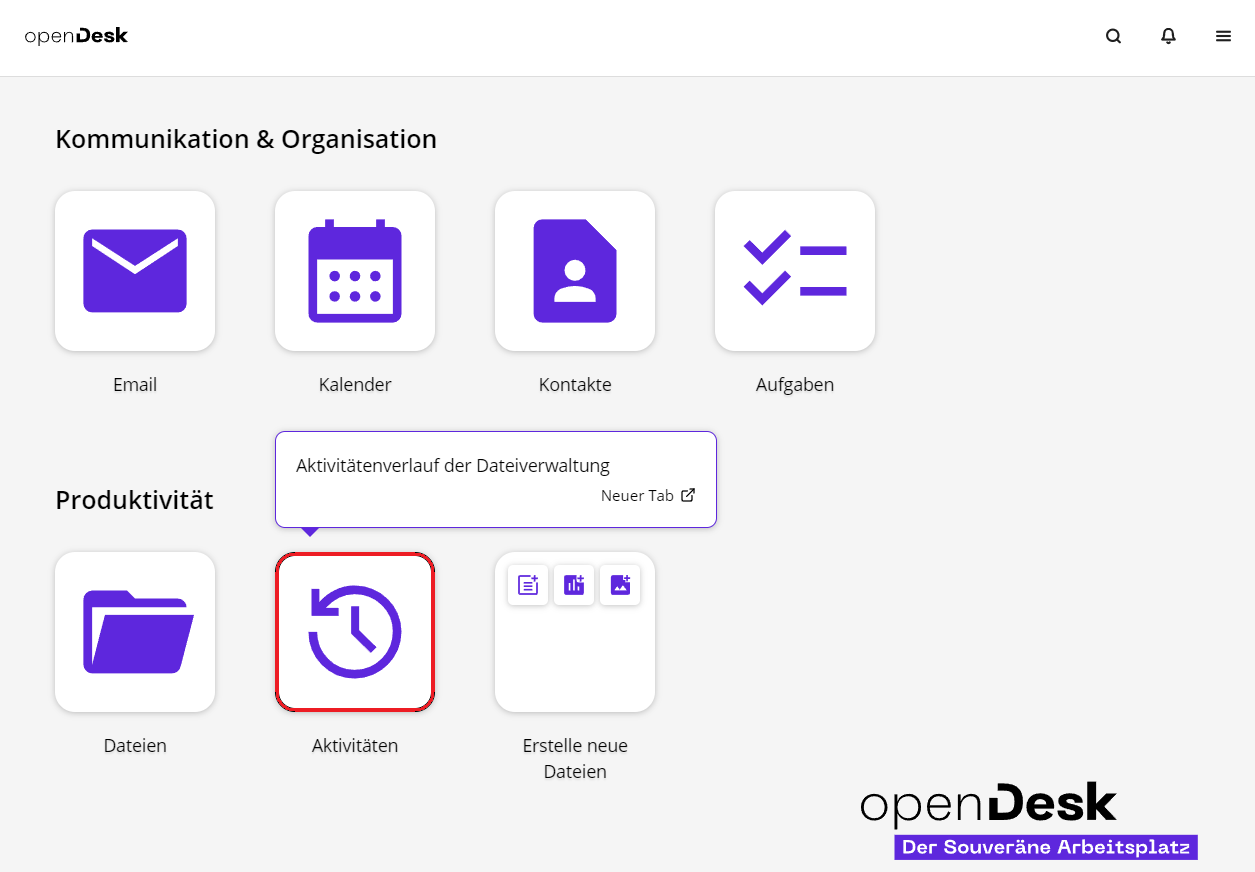 openDesk
Kommunikation & Organisation
Email
Kalender
Kontakte
Aufgaben
Aktivitätenverlauf der Dateiverwaltung
Neuer Tab
Produktivität
Dateien
Aktivitäten
Erstelle neue
Dateien
openDesk
Der Souveräne Arbeitsplatz